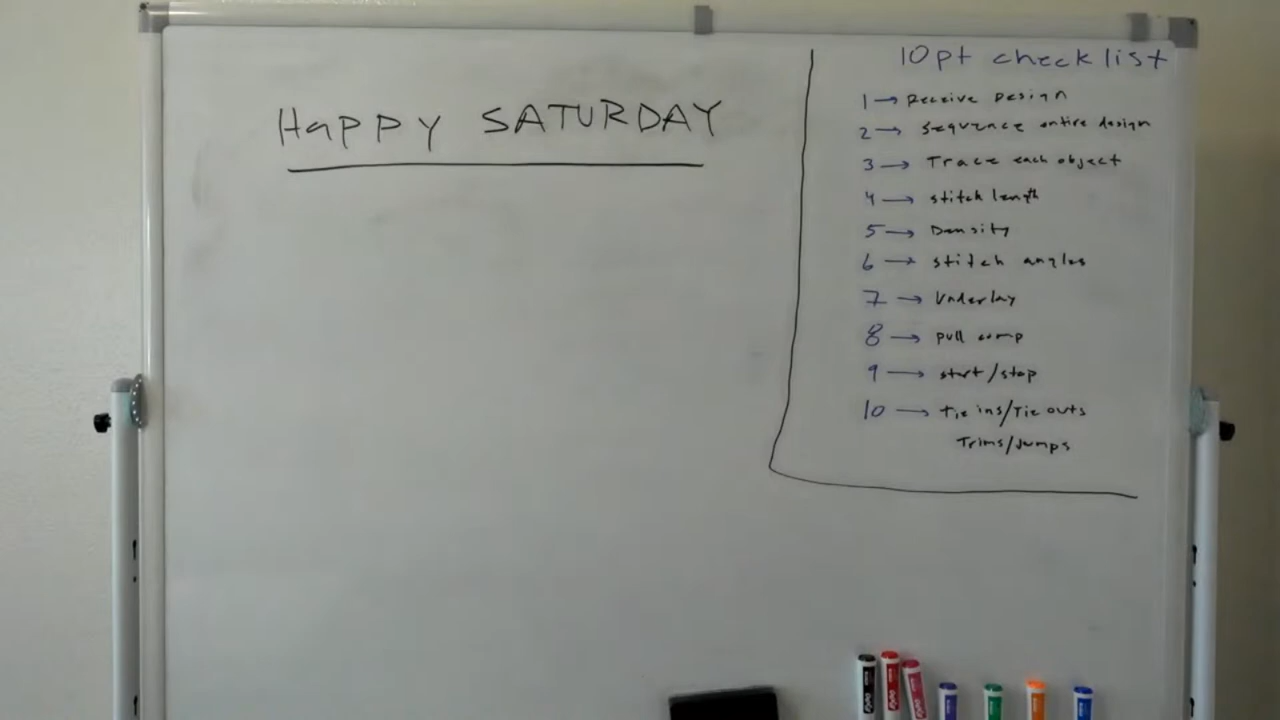 HaPPY SATURDAY
10pt checklist
1 → Receive Design
2 → sequence entire design
3 → Trace each object
4 → stitch length
5 → Density
6 → stitch angles
7 → Underlay
8 → pull comp
9 → start/stop
10 → Tie ins/Tie outs
Trims/Jumps